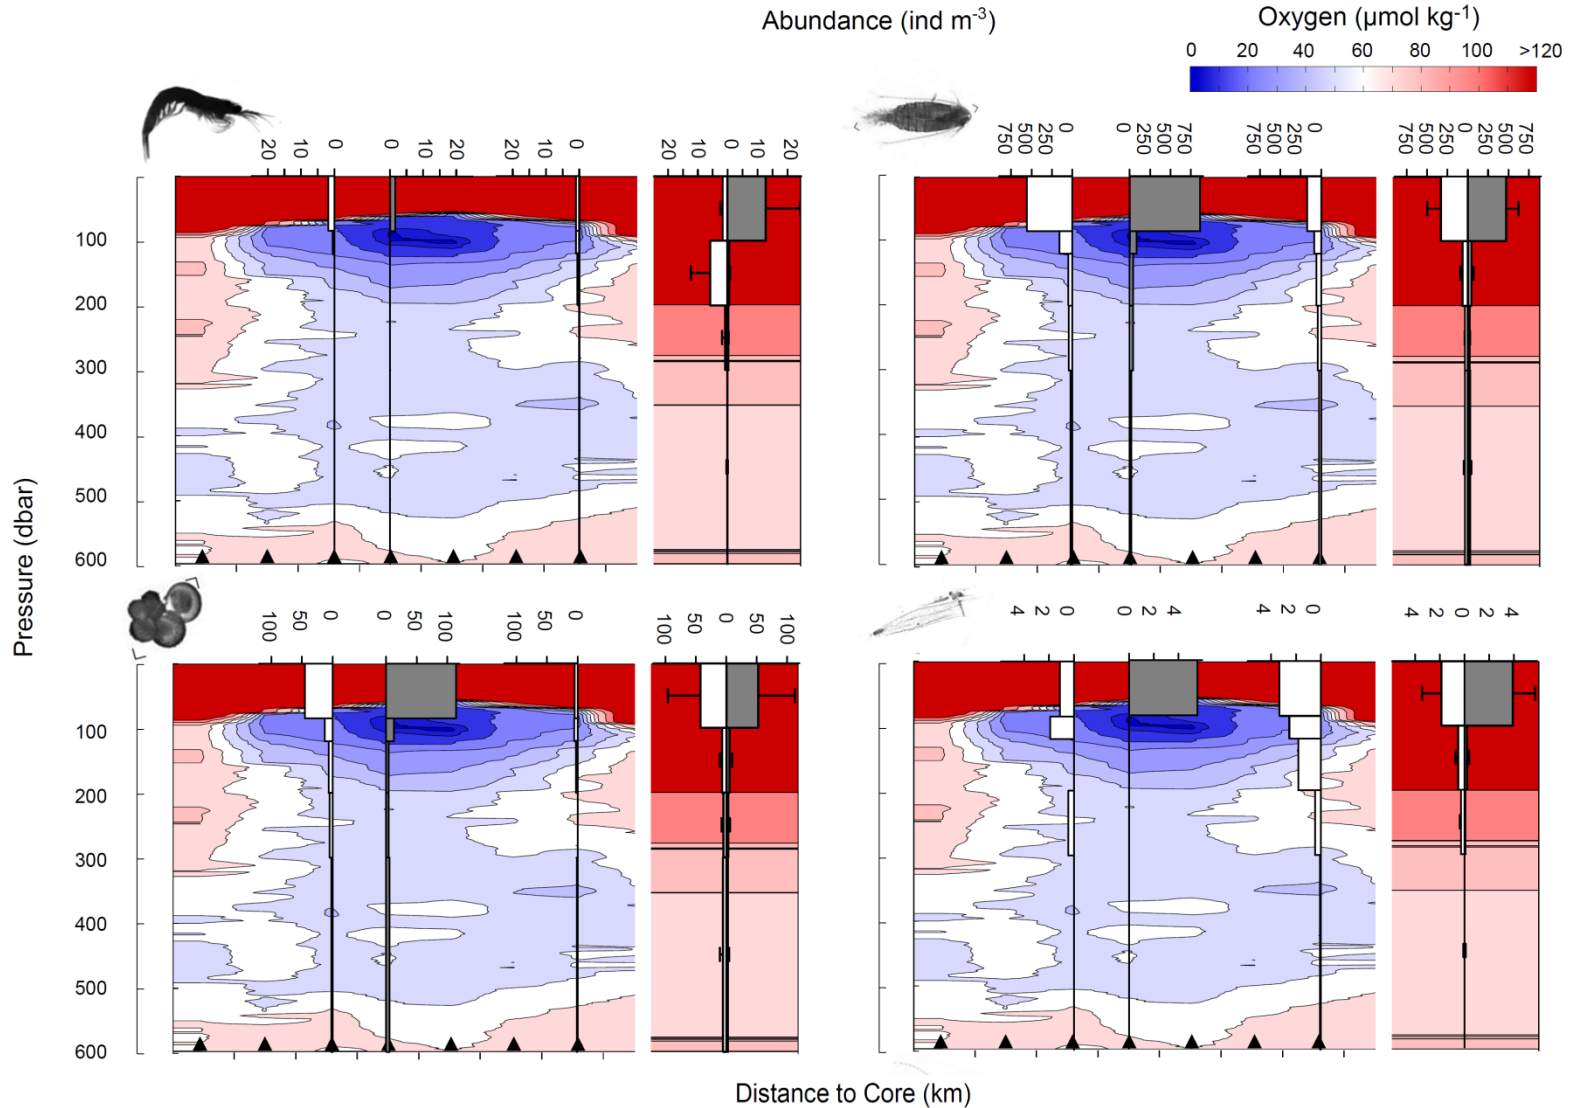 Abundance (ind m-3)
Oxygen (μmol kg-1)
0 20 40 60 80 100 >120
20 10 0 0 10 20 10 0 20 10 0 10 20
750 500 250 0 0 250 500 750 750 500 250 0 750 500 250 0 250 500 750
100
200
300
400
500
600
Pressure (dbar)
100 50 0 0 50 100 100 50 0 100 50 0 50 100
4 2 0 0 2 4 4 2 0 4 2 0 2 4
100
200
300
400
500
600
Distance to Core (km)